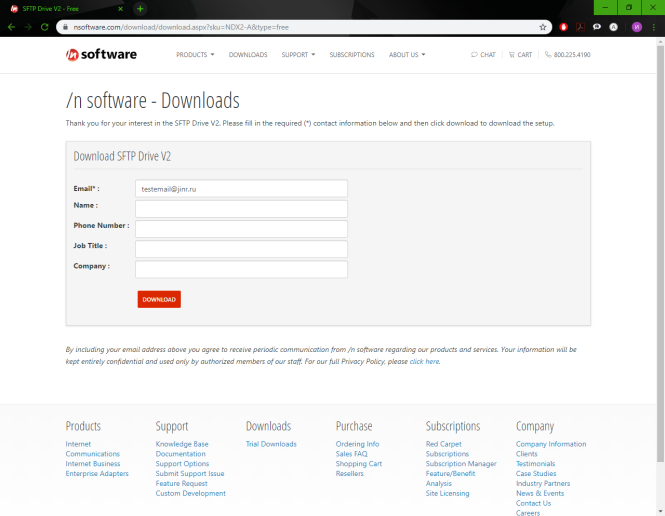 SFTP Drive V2 - Free
nsoftware.com/download/download.aspx?sku=NDX2-A&type=free
/n software
PRODUCTS DOWNLOADS SUPPORT SUBSCRIPTIONS ABOUT US CHAT CART 800.225.4190
/n software - Downloads
Thank you for your interest in the SFTP Drive V2. Please fill in the required (*) contact information below and then click download to download the setup.
Download SFTP Drive V2
Email* : testemail@jinr.ru
Name :
Phone Number :
Job Title :
Company :
DOWNLOAD
By including your email address above you agree to receive periodic communication from /n software regarding our products and services. Your information will be
kept entirely confidential and used only by authorized members of our staff. For our full Privacy Policy, please click here.
Products
Internet
Communications
Internet Business
Enterprise Adapters
Support
Knowledge Base
Documentation
Support Options
Submit Support Issue
Feature Request
Custom Development
Downloads
Trial Downloads
Purchase
Ordering Info
Sales FAQ
Shopping Cart
Resellers
Subscriptions
Red Carpet
Subscriptions
Subscription Manager
Feature/Benefit
Analysis
Site Licensing
Company
Company Information
Clients
Testimonials
Case Studies
Industry Partners
News & Events
Contact Us
Careers